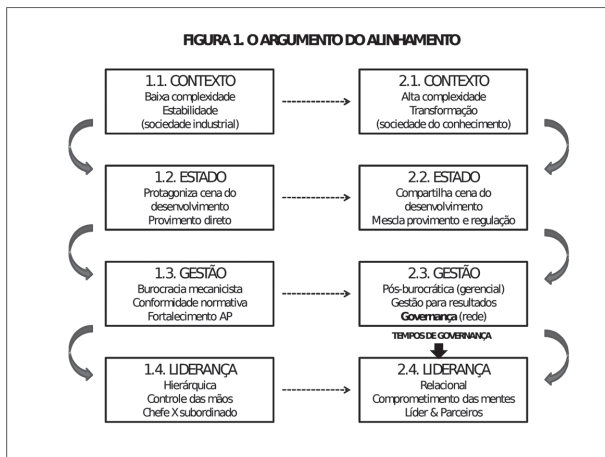 FIGURA 1. O ARGUMENTO DO ALINHAMENTO
1.1. CONTEXTO
Baixa complexidade
Estabilidade
(sociedade industrial)
2.1. CONTEXTO
Alta complexidade
Transformação
(sociedade do conhecimento)
1.2. ESTADO
Protagoniza cena do
desenvolvimento
Provimento direto
2.2. ESTADO
Compartilha cena do
desenvolvimento
Mescla provimento e regulação
1.3. GESTÃO
Burocracia mecanicista
Conformidade normativa
Fortalecimento AP
2.3. GESTÃO
Pós-burocrática (gerencial)
Gestão para resultados
Governança (rede)
TEMPOS DE GOVERNANÇA
1.4. LIDERANÇA
Hierárquica
Controle das mãos
Chefe X subordinado
2.4. LIDERANÇA
Relacional
Comprometimento das mentes
Líder & Parceiros